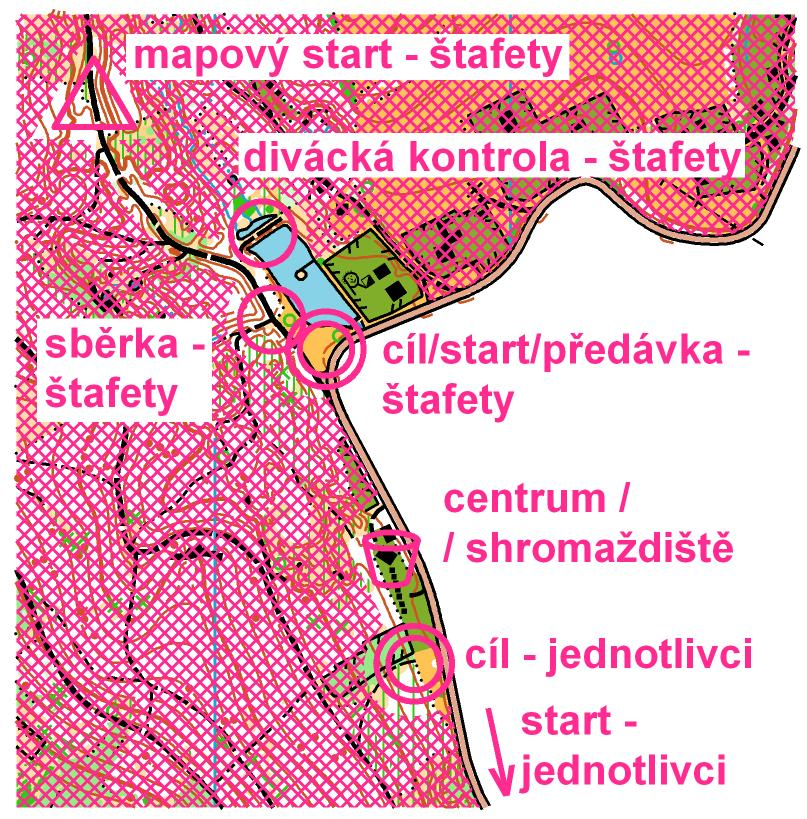 mapový start - štafety
divácká kontrola - štafety
sběrka -
štafety
cíl/start/předávka -
štafety
centrum /
/ shromaždiště
cíl - jednotlivci
start -
jednotlivci